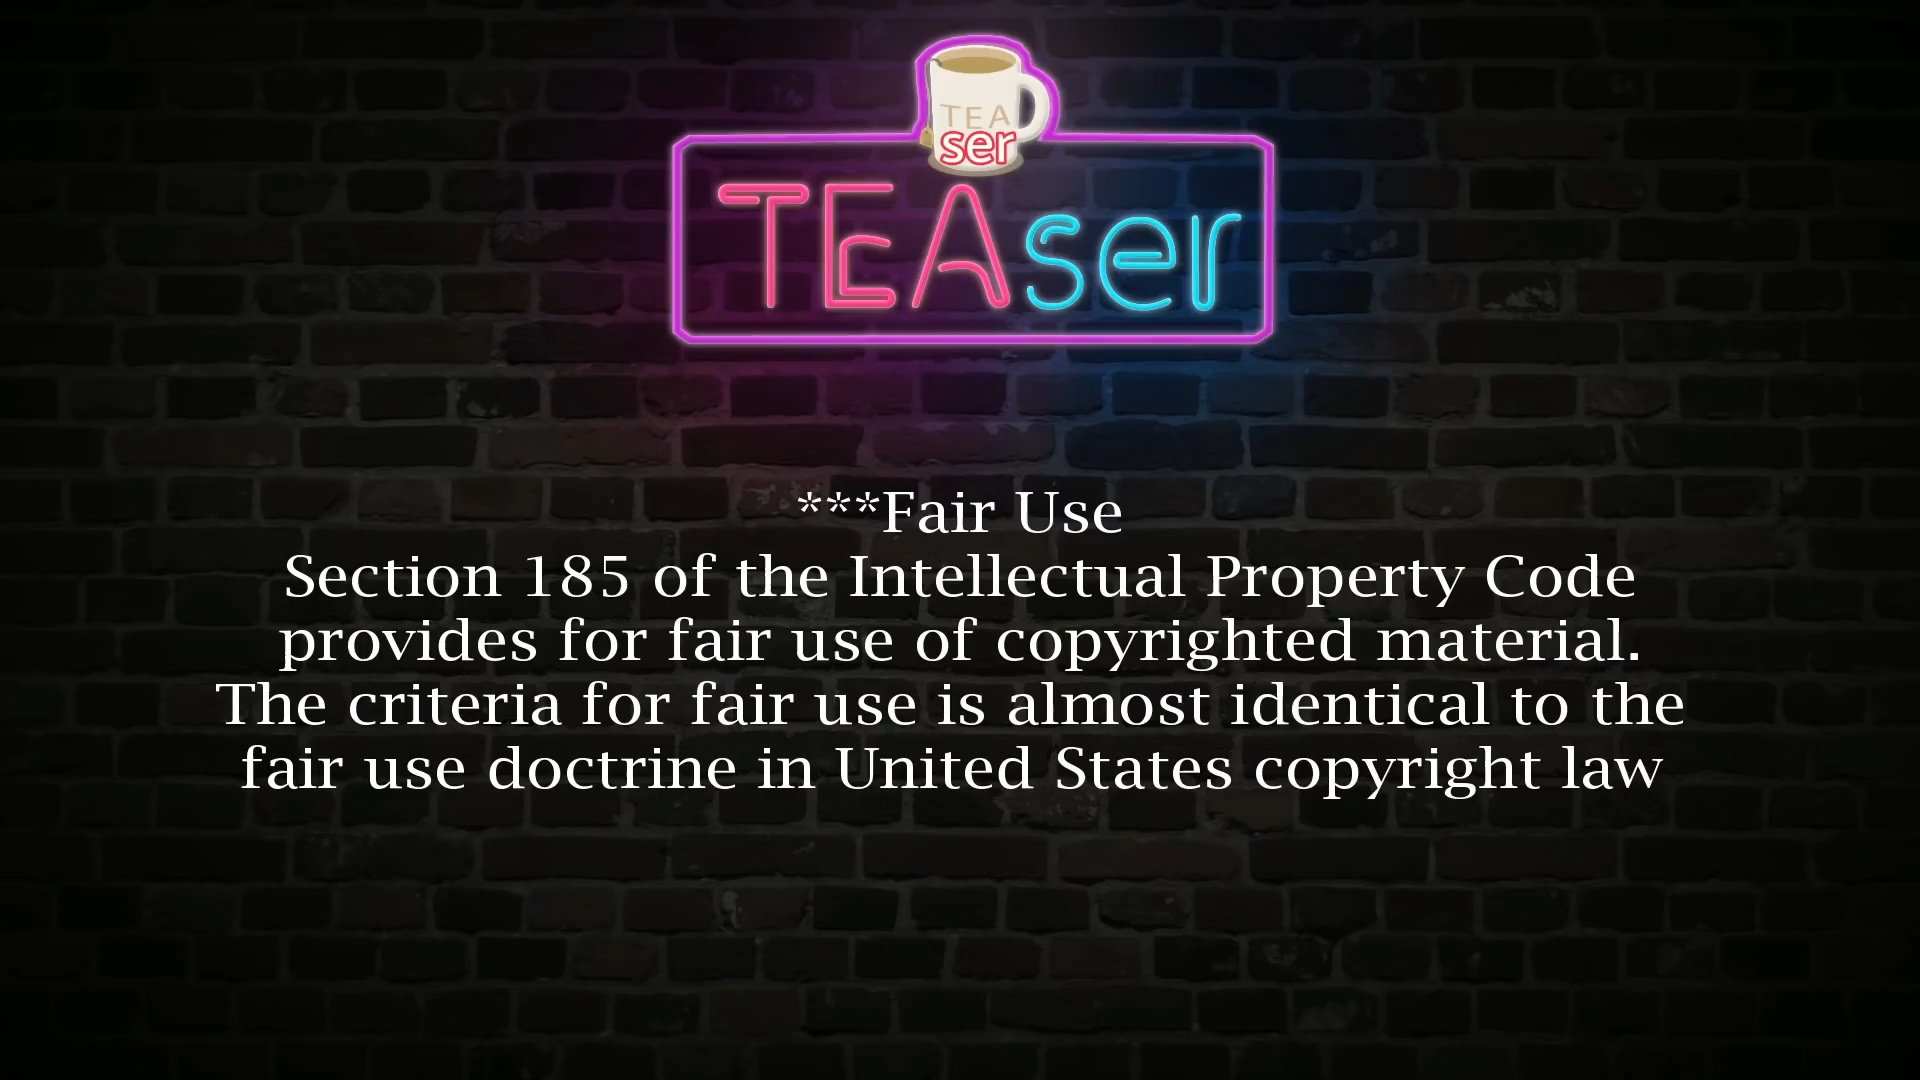 TEA
ser
TEAser
***Fair Use
Section 185 of the Intellectual Property Code
provides for fair use of copyrighted material.
The criteria for fair use is almost identical to the
fair use doctrine in United States copyright law